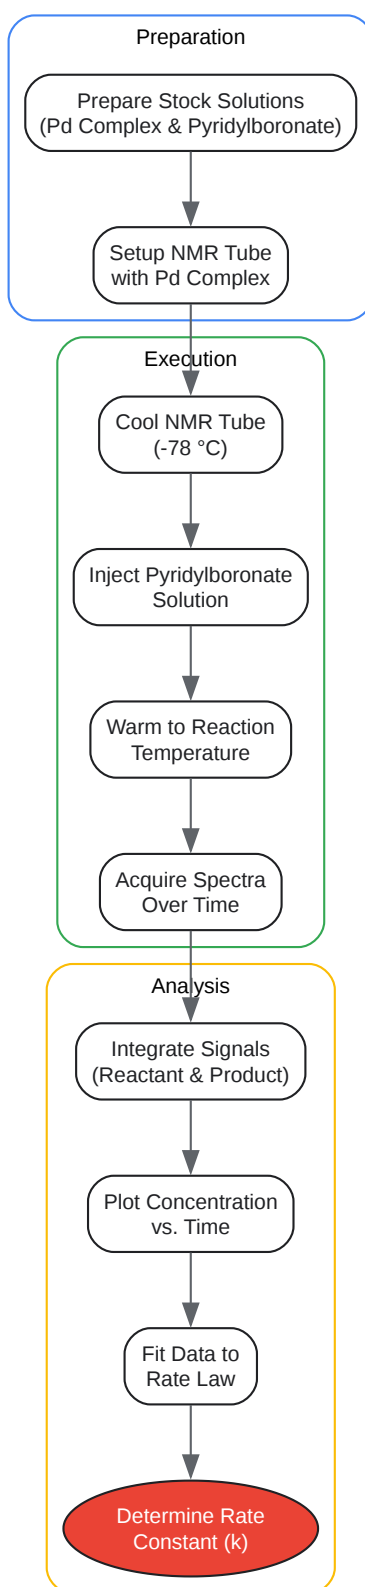 Preparation
Prepare Stock Solutions
(Pd Complex & Pyridylboronate)
Setup NMR Tube
with Pd Complex
Execution
Cool NMR Tube
(-78 °C)
Inject Pyridylboronate
Solution
Warm to Reaction
Temperature
Acquire Spectra
Over Time
Analysis
Integrate Signals
(Reactant & Product)
Plot Concentration
vs. Time
Fit Data to
Rate Law
Determine Rate
Constant (k)